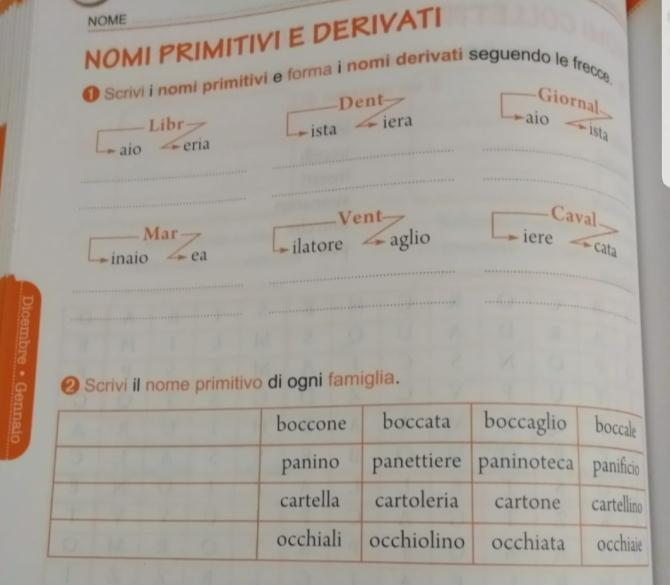 NOME
NOMI PRIMITIVI E DERIVATI
1 Scrivi i nomi primitivi e forma i nomi derivati seguendo le frecce.
Libr Dent Giornal
aio eria ista iera aio ista
Mar Vent Caval
inaio ea ilatore aglio iere cata
Dicembre • Gennaio
2 Scrivi il nome primitivo di ogni famiglia.
boccone boccata boccaglio boccale
panino panettiere paninoteca panificio
cartella cartoleria cartone cartellino
occhiali occhiolino occhiata occhiaie